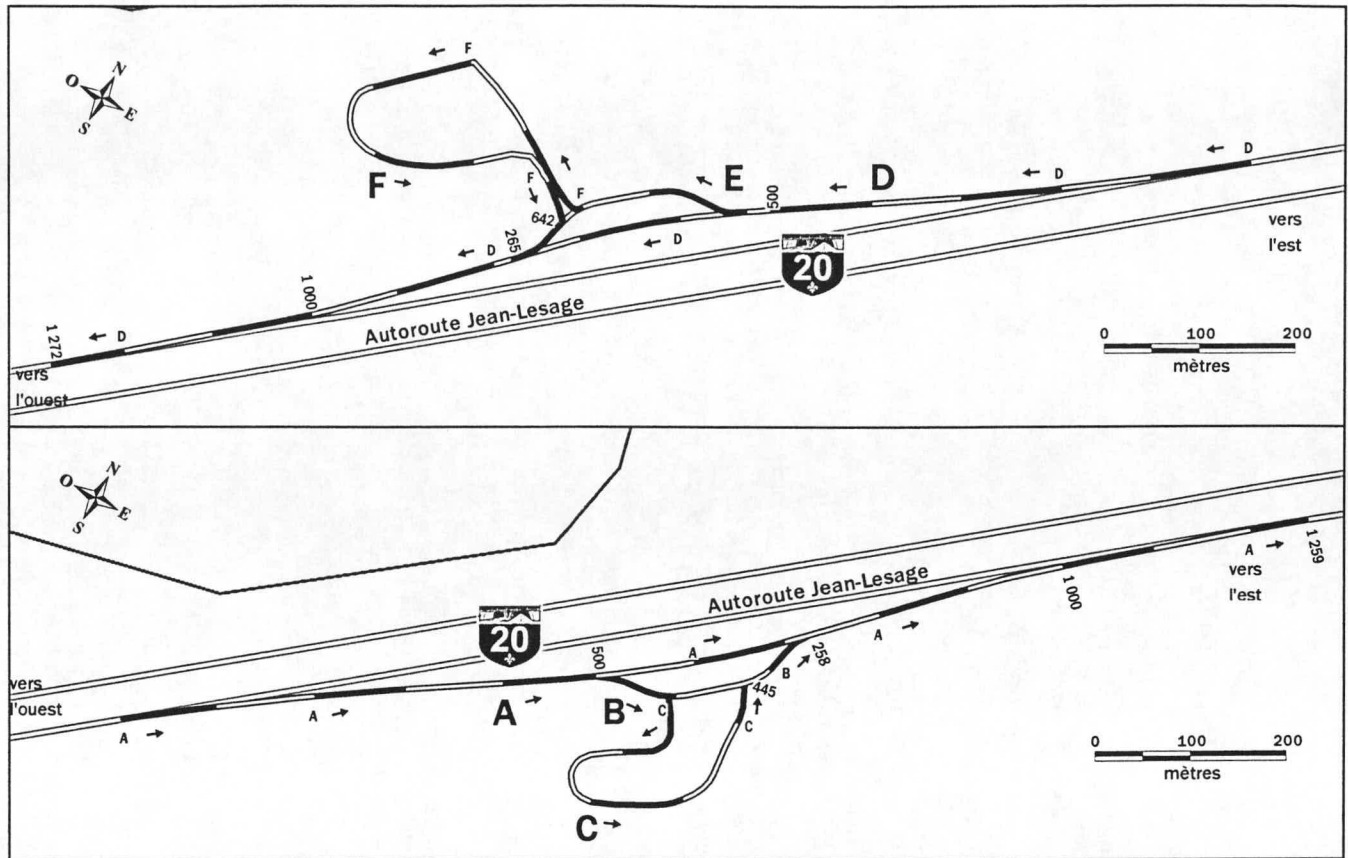 F
N
O
E
S
D
D
F
E
D
F
F
F
500
642
vers
l'est
265
D
D
20
1 000
Autoroute Jean-Lesage
0 100 200
mètres
1 272
D
vers
l'ouest
N
O
E
S
Autoroute Jean-Lesage
A
1 259
vers
l'est
1 000
20
A
A
500
258
B
vers
l'ouest
445
A
A
B
C
C
A
0 100 200
mètres
C